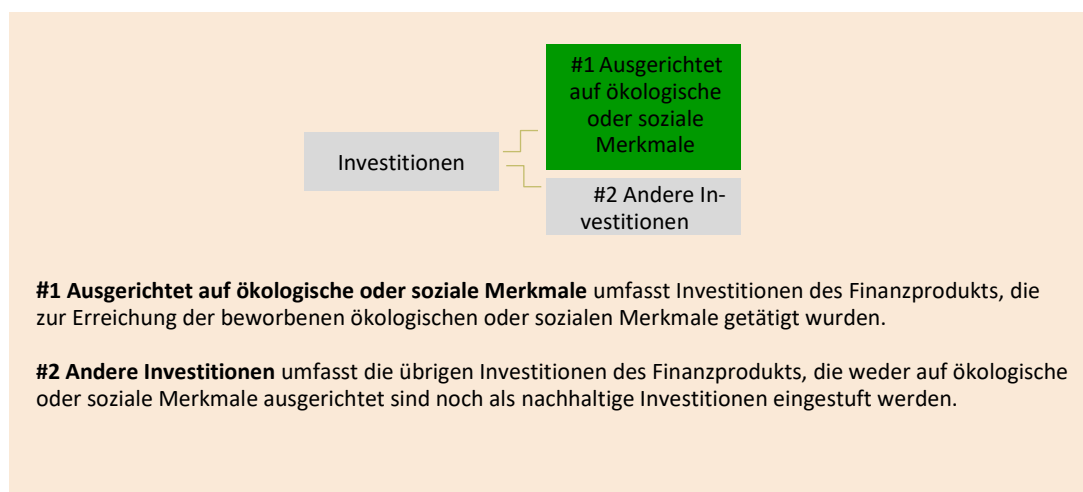 #1 Ausgerichtet
auf ökologische
oder soziale
Merkmale
Investitionen
#2 Andere In-
vestitionen
#1 Ausgerichtet auf ökologische oder soziale Merkmale umfasst Investitionen des Finanzprodukts, die
zur Erreichung der beworbenen ökologischen oder sozialen Merkmale getätigt wurden.
#2 Andere Investitionen umfasst die übrigen Investitionen des Finanzprodukts, die weder auf ökologische
oder soziale Merkmale ausgerichtet sind noch als nachhaltige Investitionen eingestuft werden.